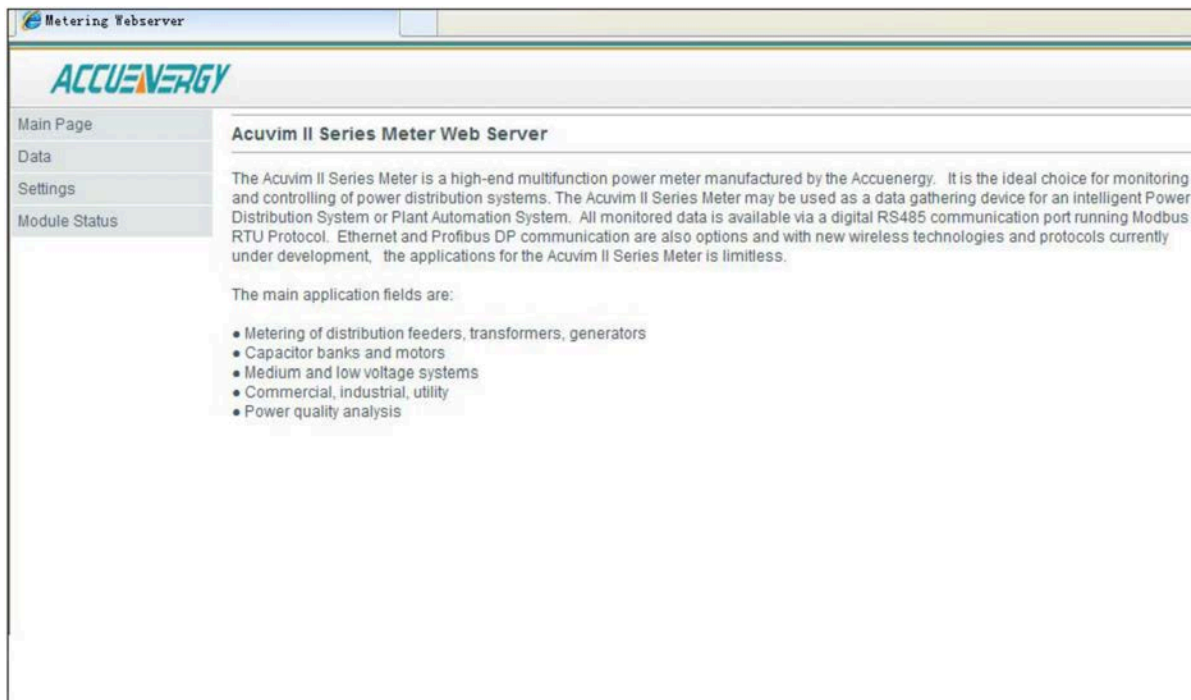 Metering Webserver
ACCUENERGY
Main Page
Data
Settings
Module Status
Acuvim II Series Meter Web Server
The Acuvim II Series Meter is a high-end multifunction power meter manufactured by the Accuenergy. It is the ideal choice for monitoring
and controlling of power distribution systems. The Acuvim II Series Meter may be used as a data gathering device for an intelligent Power
Distribution System or Plant Automation System. All monitored data is available via a digital RS485 communication port running Modbus
RTU Protocol. Ethernet and Profibus DP communication are also options and with new wireless technologies and protocols currently
under development, the applications for the Acuvim II Series Meter is limitless.
The main application fields are:
● Metering of distribution feeders, transformers, generators
● Capacitor banks and motors
● Medium and low voltage systems
● Commercial, industrial, utility
● Power quality analysis